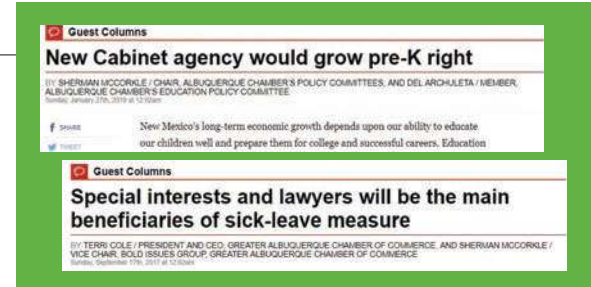 Guest Columns
New Cabinet agency would grow pre-K right
BY SHERMAN MCCORKLE / CHAIR, ALBUQUERQUE CHAMBER'S POLICY COMMITTEES, AND DEL ARCHULETA / MEMBER,
ALBUQUERQUE CHAMBER'S EDUCATION POLICY COMMITTEE
Sunday, January 27th, 2019 at 12:02am
SHARE
New Mexico's long-term economic growth depends upon our ability to educate
our children well and prepare them for college and successful careers. Education
TWEET
Guest Columns
Special interests and lawyers will be the main
beneficiaries of sick-leave measure
BY TERRI COLE / PRESIDENT AND CEO, GREATER ALBUQUERQUE CHAMBER OF COMMERCE, AND SHERMAN MCCORKLE /
VICE CHAIR, BOLD ISSUES GROUP, GREATER ALBUQUERQUE CHAMBER OF COMMERCE
Sunday, September 17th, 2017 at 12:02am